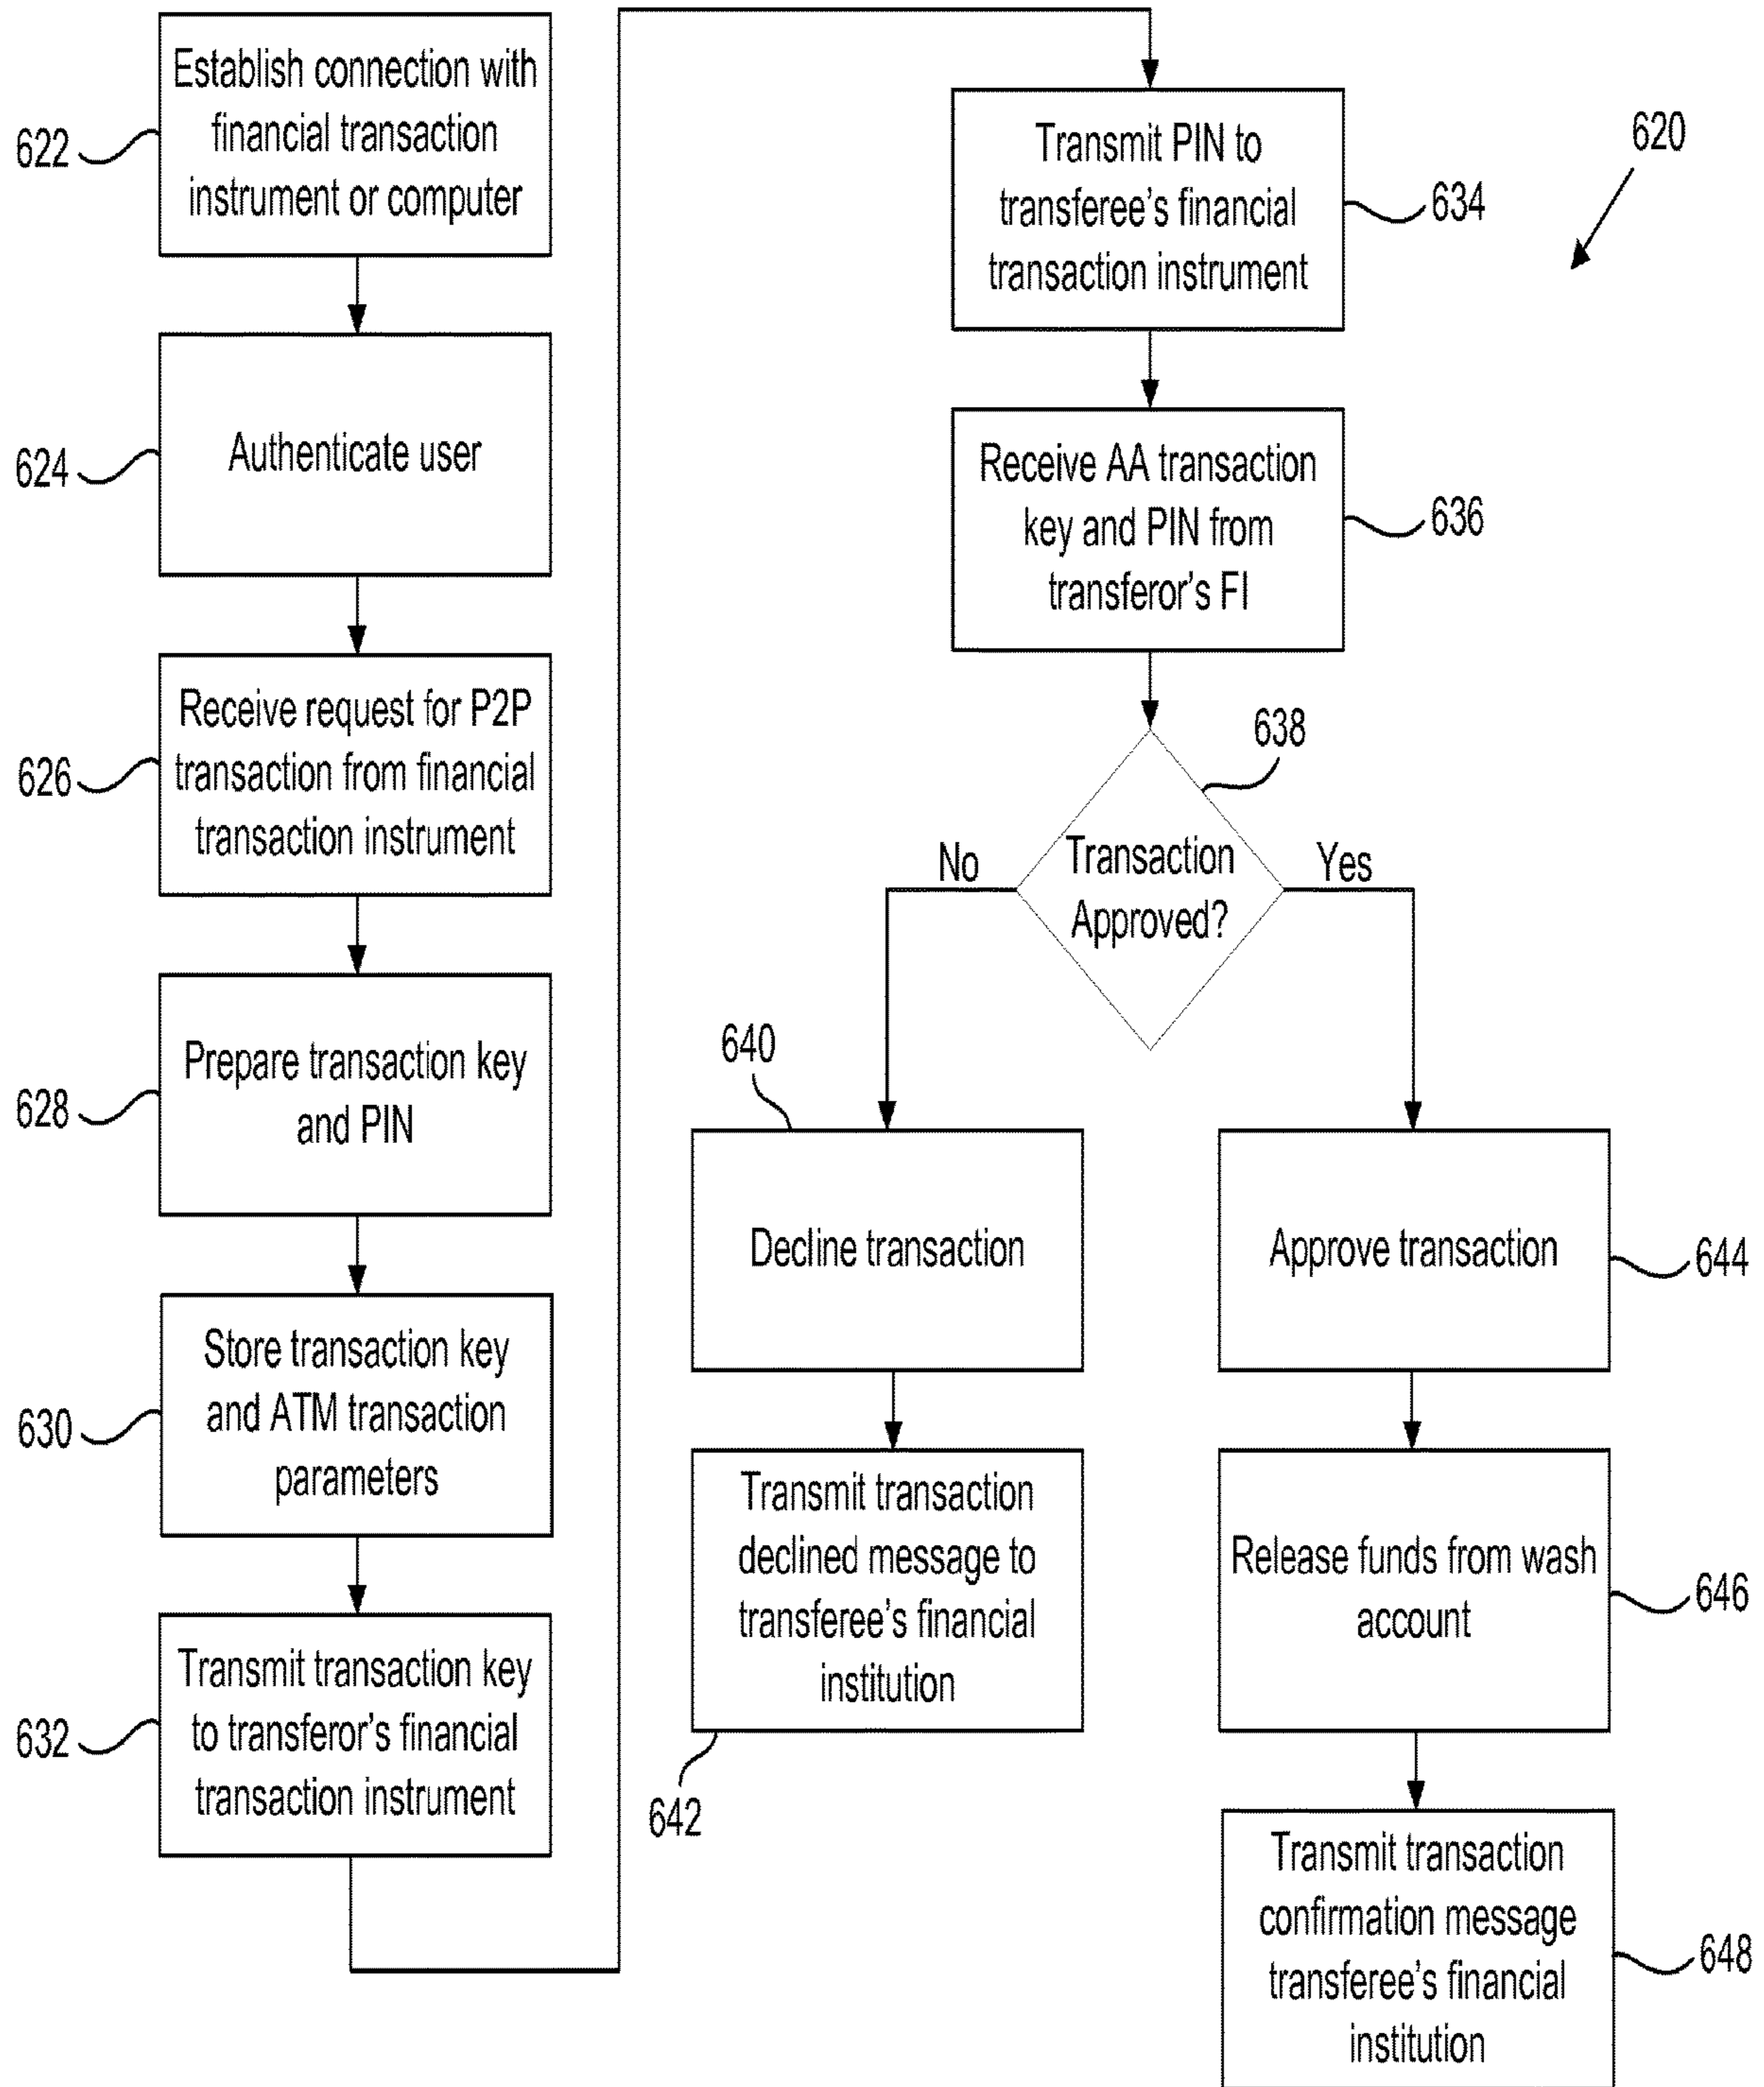 622
Establish connection with
financial transaction
instrument or computer
624
Authenticate user
626
Receive request for P2P
transaction from financial
transaction instrument
628
Prepare transaction key
and PIN
630
Store transaction key
and ATM transaction
parameters
632
Transmit transaction key
to transferor's financial
transaction instrument
620
Transmit PIN to
transferee's financial
transaction instrument
634
Receive AA transaction
key and PIN from
transferor's FI
636
638
Transaction
Approved?
No
Yes
640
Decline transaction
Transmit transaction
declined message to
transferee's financial
institution
642
Approve transaction
644
Release funds from wash
account
646
Transmit transaction
confirmation message
transferee's financial
institution
648